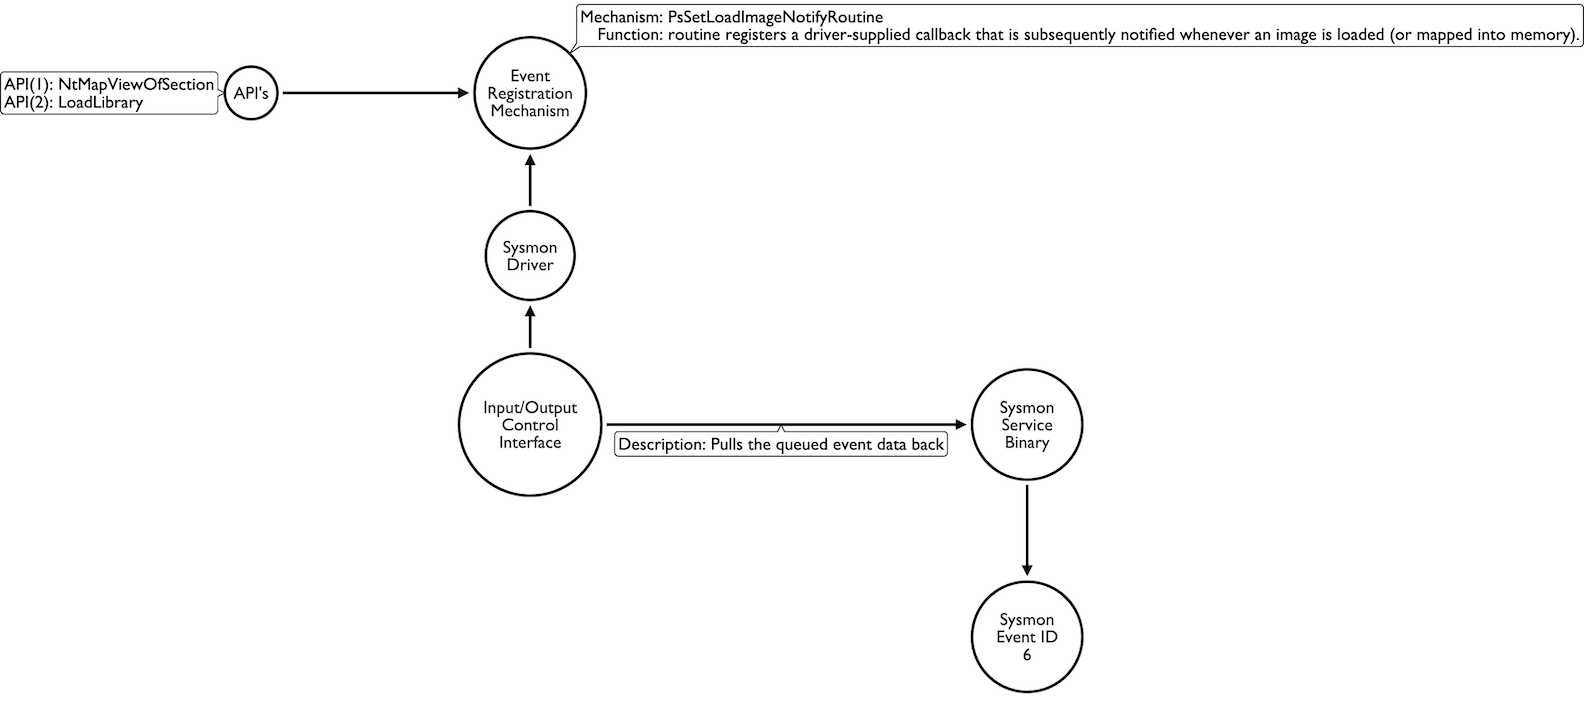 Mechanism: PsSetLoadImageNotifyRoutine
Function: routine registers a driver-supplied callback that is subsequently notified whenever an image is loaded (or mapped into memory).
API(1): NtMapViewOfSection
API(2): LoadLibrary
API's
Event
Registration
Mechanism
Sysmon
Driver
Input/Output
Control
Interface
Description: Pulls the queued event data back
Sysmon
Service
Binary
Sysmon
Event ID
6